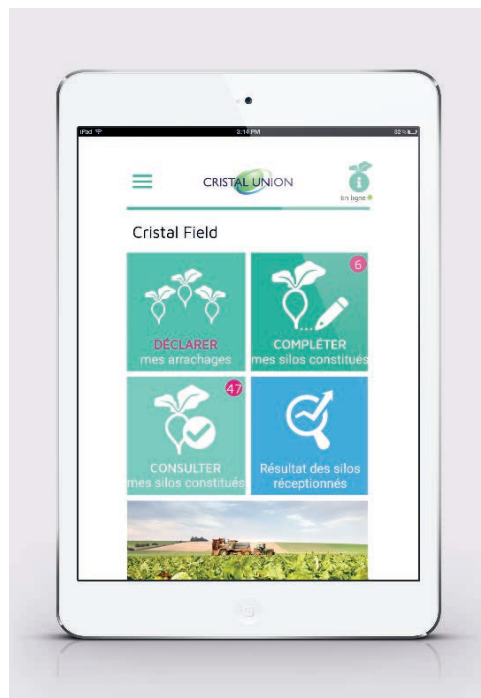 iPad
3:14 PM
CRISTAL UNION
En ligne
Cristal Field
DÉCLARER
mes arrachages
6
COMPLÉTER
mes silos constitués
47
CONSULTER
mes silos constitués
Résultat des silos
réceptionnés